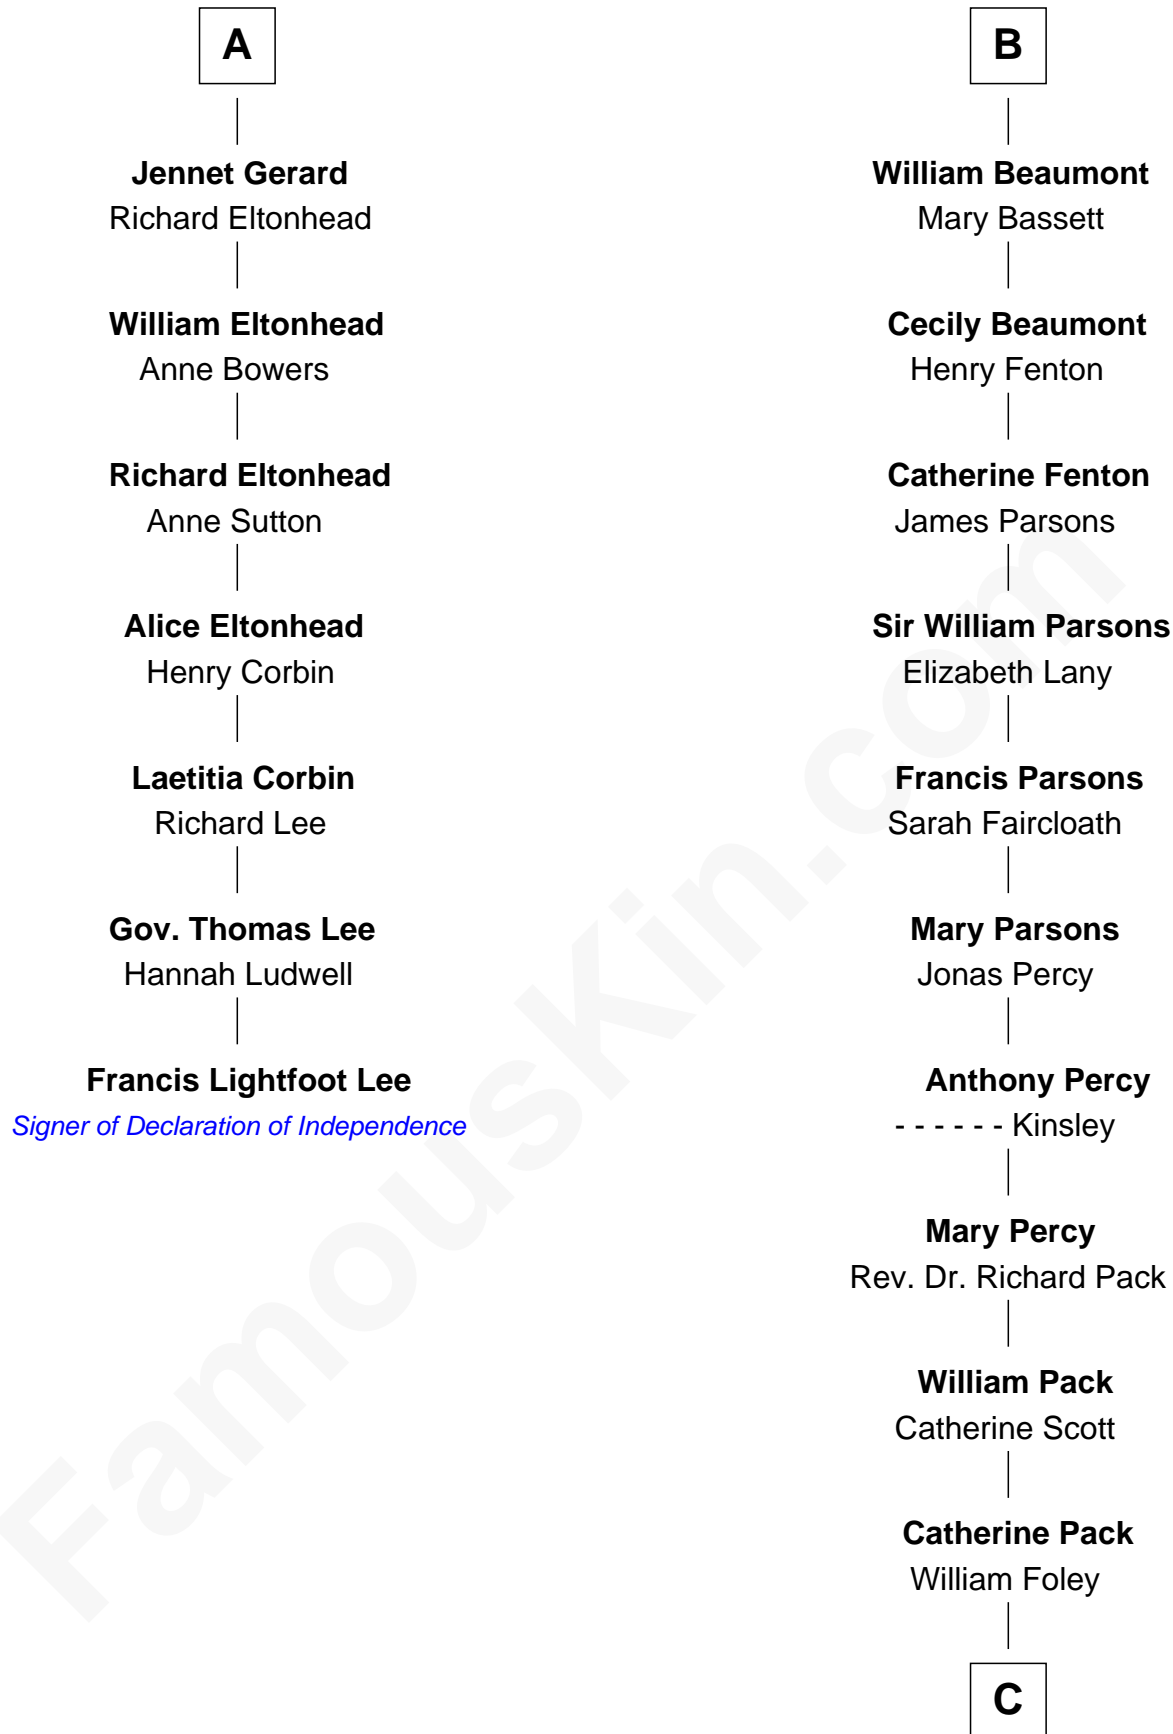 A
Jennet Gerard
Richard Eltonhead
William Eltonhead
Anne Bowers
Richard Eltonhead
Anne Sutton
Alice Eltonhead
Henry Corbin
Laetitia Corbin
Richard Lee
Gov. Thomas Lee
Hannah Ludwell
Francis Lightfoot Lee
Signer of Declaration of Independence
B
William Beaumont
Mary Bassett
Cecily Beaumont
Henry Fenton
Catherine Fenton
James Parsons
Sir William Parsons
Elizabeth Lany
Francis Parsons
Sarah Faircloath
Mary Parsons
Jonas Percy
Anthony Percy
- - - - - - Kinsley
Mary Percy
Rev. Dr. Richard Pack
William Pack
Catherine Scott
Catherine Pack
William Foley
C
FamousKin.com